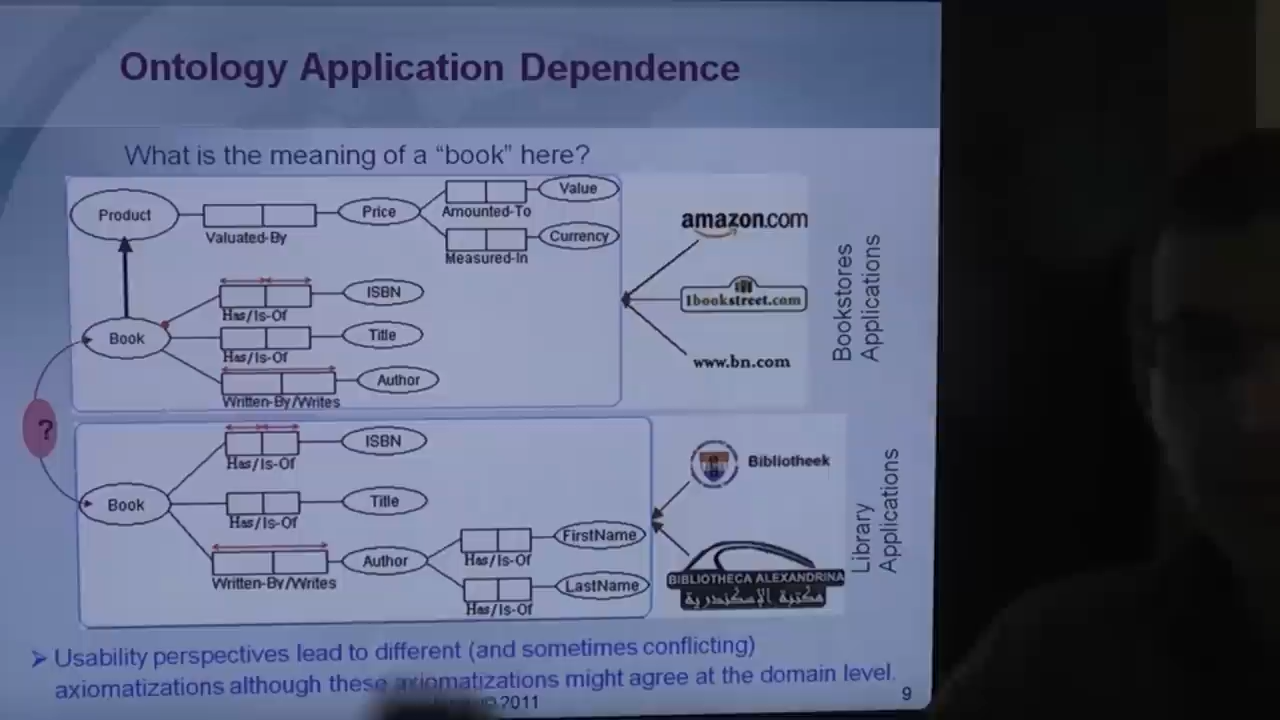 Ontology Application Dependence
What is the meaning of a “book” here?
Product
Valuated-By
Price
Amounted-To
Value
Measured-In
Currency
Book
Has/Is-Of
ISBN
Has/Is-Of
Title
Written-By/Writes
Author
amazon.com
1bookstreet.com
www.bn.com
Bookstores
Applications
?
Book
Has/Is-Of
ISBN
Has/Is-Of
Title
Written-By/Writes
Author
Has/Is-Of
FirstName
Has/Is-Of
LastName
Bibliotheek
BIBLIOTHECA ALEXANDRINA
مكتبة الإسكندرية
Library
Applications
➢ Usability perspectives lead to different (and sometimes conflicting)
axiomatizations although these axiomatizations might agree at the domain level.
2011
9